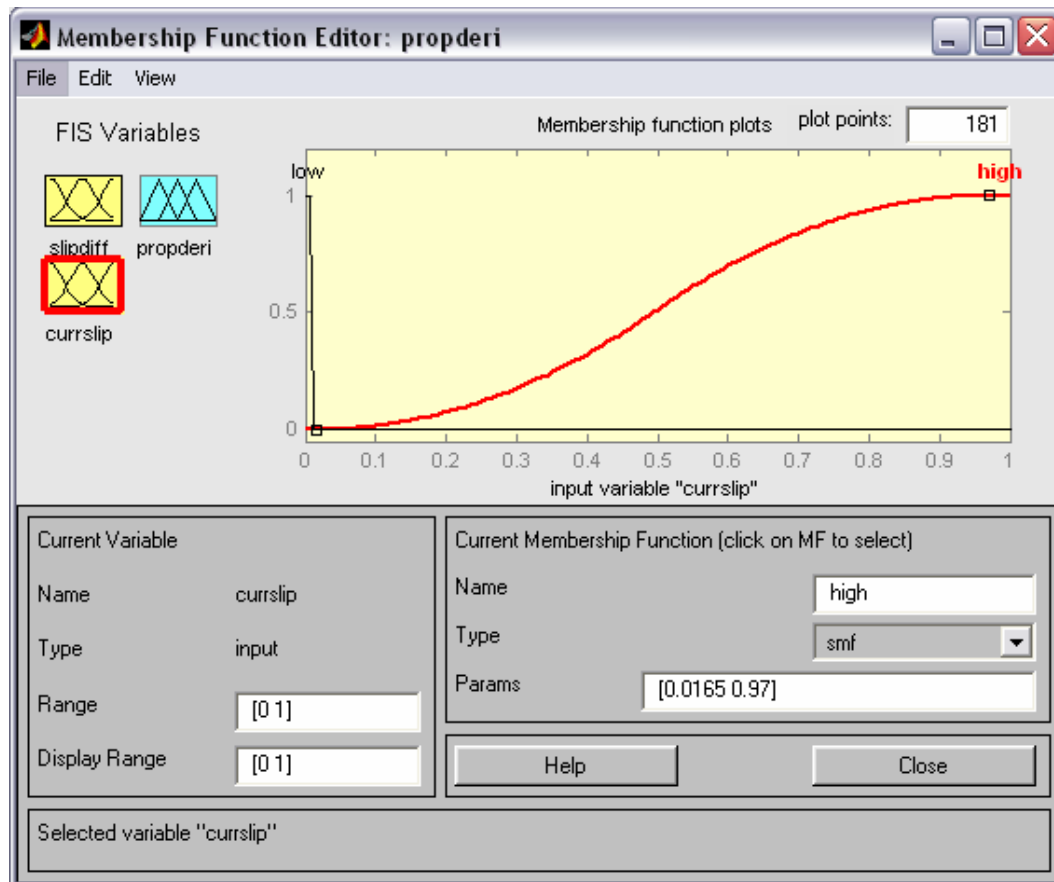 Membership Function Editor: propderi
File Edit View
FIS Variables
Membership function plots plot points: 181
slipdiff propderi
currslip
low
high
1
0.5
0
0 0.1 0.2 0.3 0.4 0.5 0.6 0.7 0.8 0.9 1
input variable "currslip"
Current Variable
Name currslip
Type input
Range [0 1]
Display Range [0 1]
Current Membership Function (click on MF to select)
Name high
Type smf
Params [0.0165 0.97]
Help Close
Selected variable "currslip"